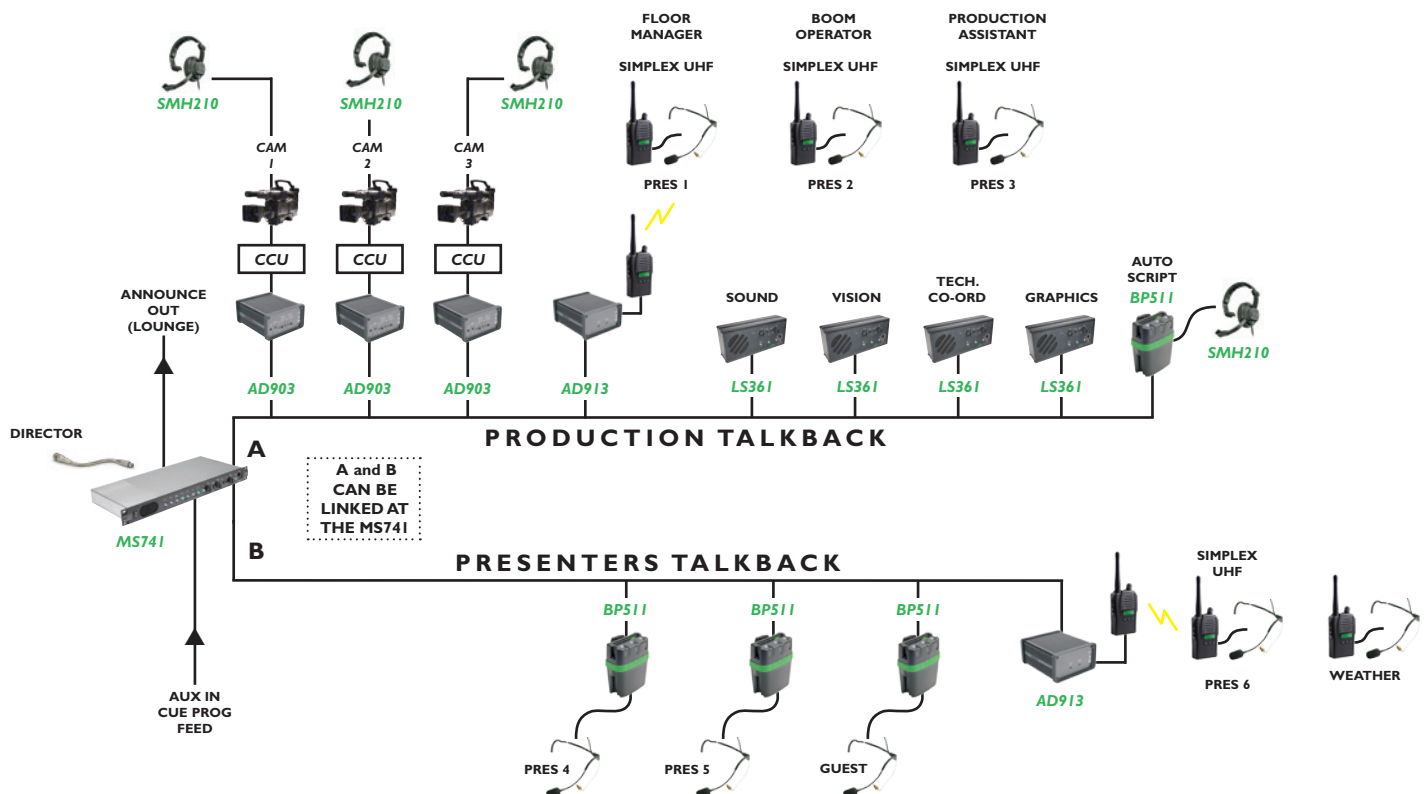 FLOOR
MANAGER
BOOM
OPERATOR
PRODUCTION
ASSISTANT
SIMPLEX UHF
SIMPLEX UHF
SIMPLEX UHF
SMH210
SMH210
SMH210
CAM
1
CAM
2
CAM
3
PRES 1
PRES 2
PRES 3
CCU
CCU
CCU
ANNOUNCE
OUT
(LOUNGE)
SOUND
VISION
TECH.
CO-ORD
GRAPHICS
AUTO
SCRIPT
BP511
SMH210
AD903
AD903
AD903
AD913
LS361
LS361
LS361
LS361
DIRECTOR
A
PRODUCTION TALKBACK
A and B
CAN BE
LINKED AT
THE MS741
MS741
B
PRESENTERS TALKBACK
SIMPLEX
UHF
BP511
BP511
BP511
AUX IN
CUE PROG
FEED
AD913
PRES 6
WEATHER
PRES 4
PRES 5
GUEST